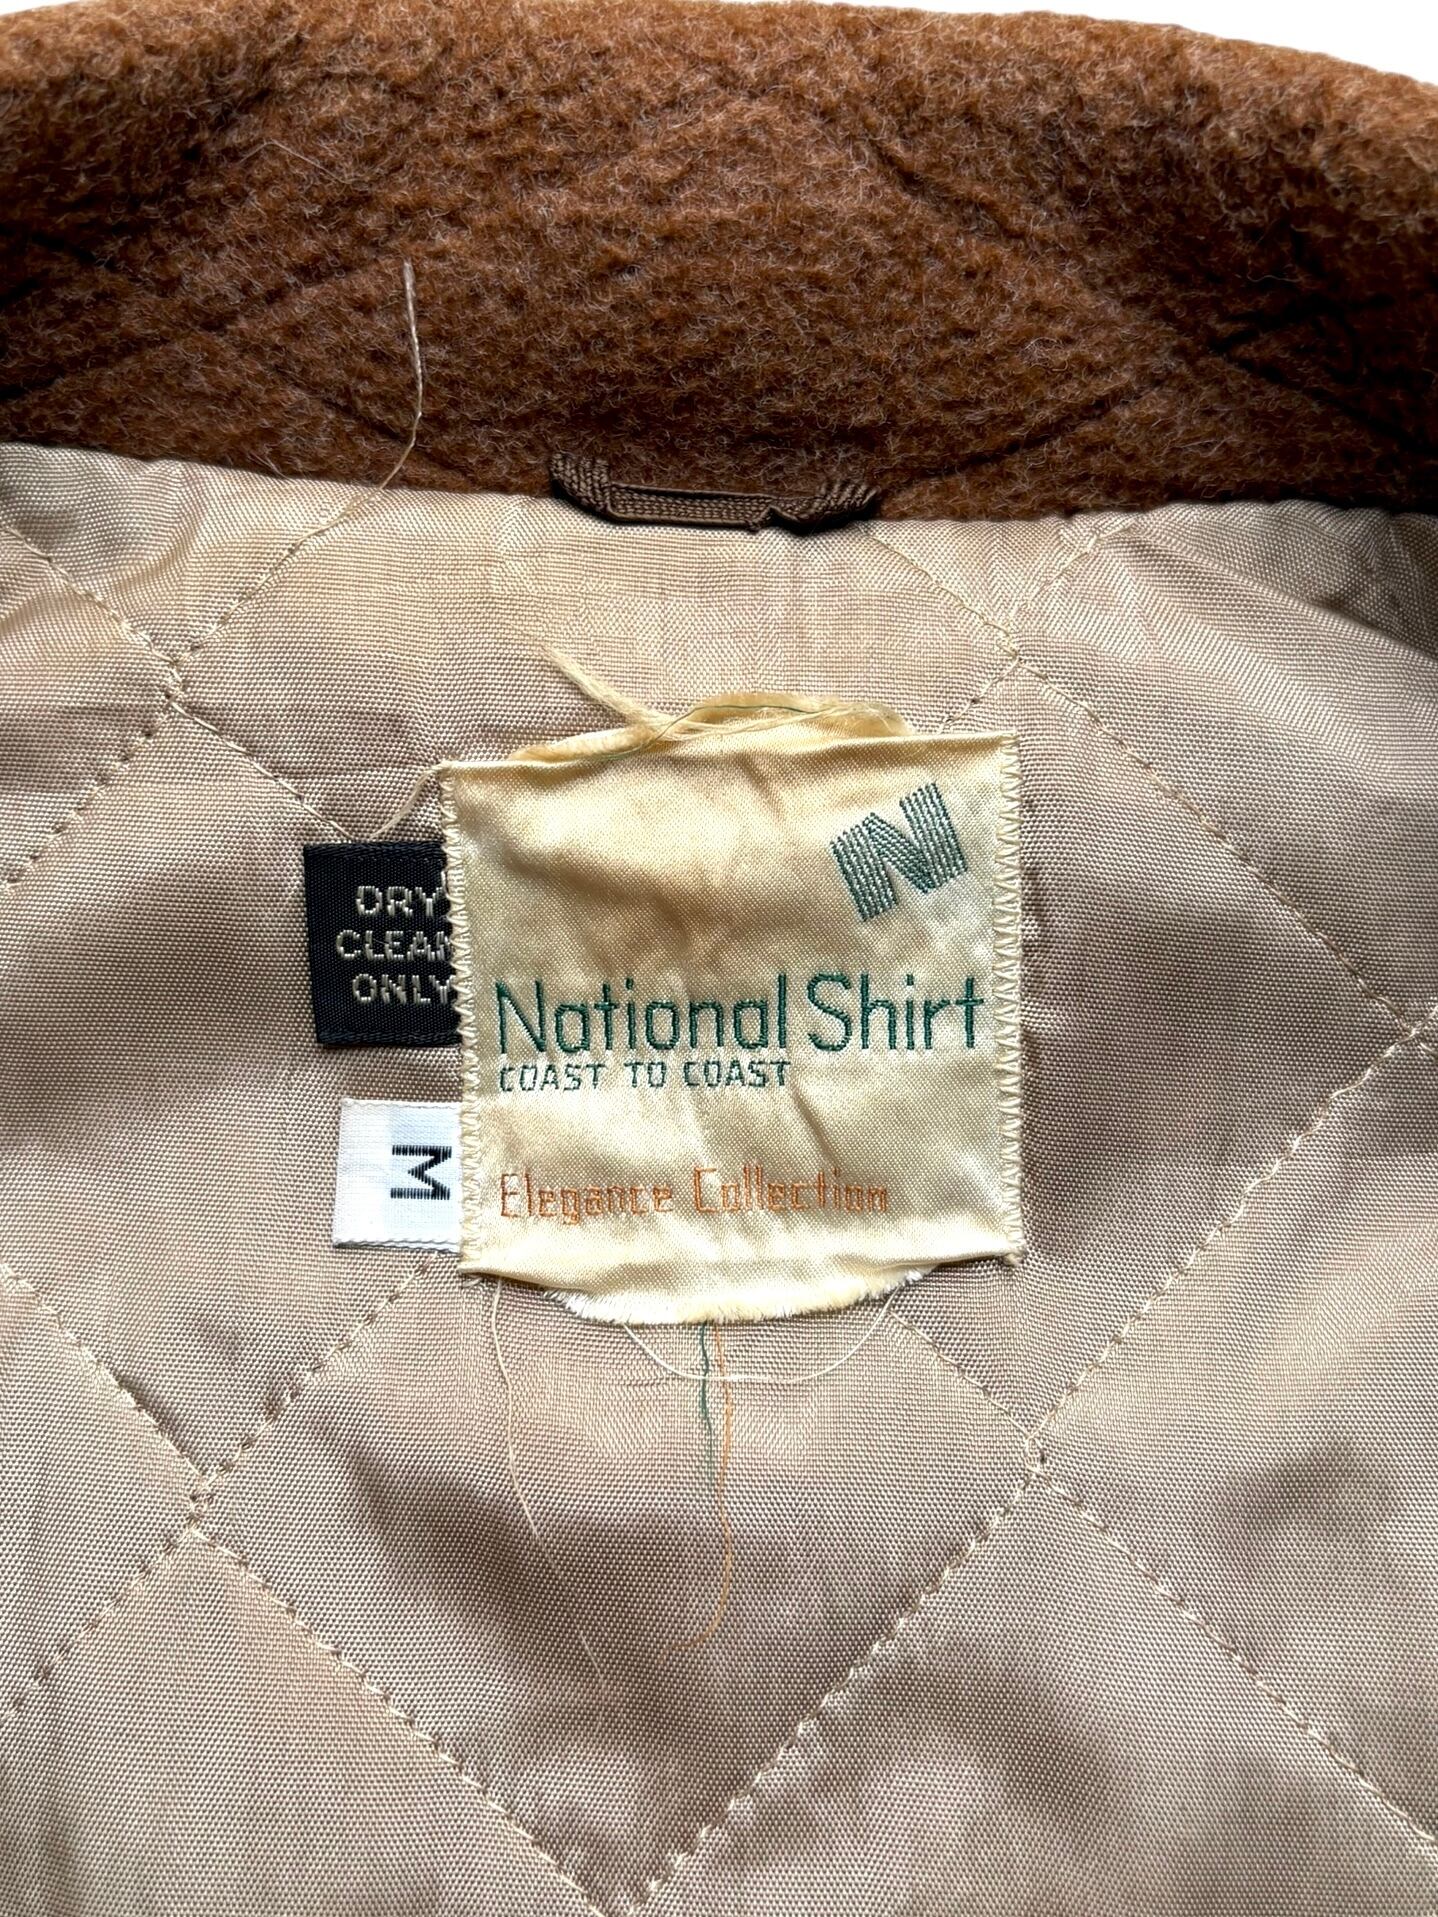 N
DRY
CLEAN
ONLY
National Shirt
COAST TO COAST
M
Elegance Collection